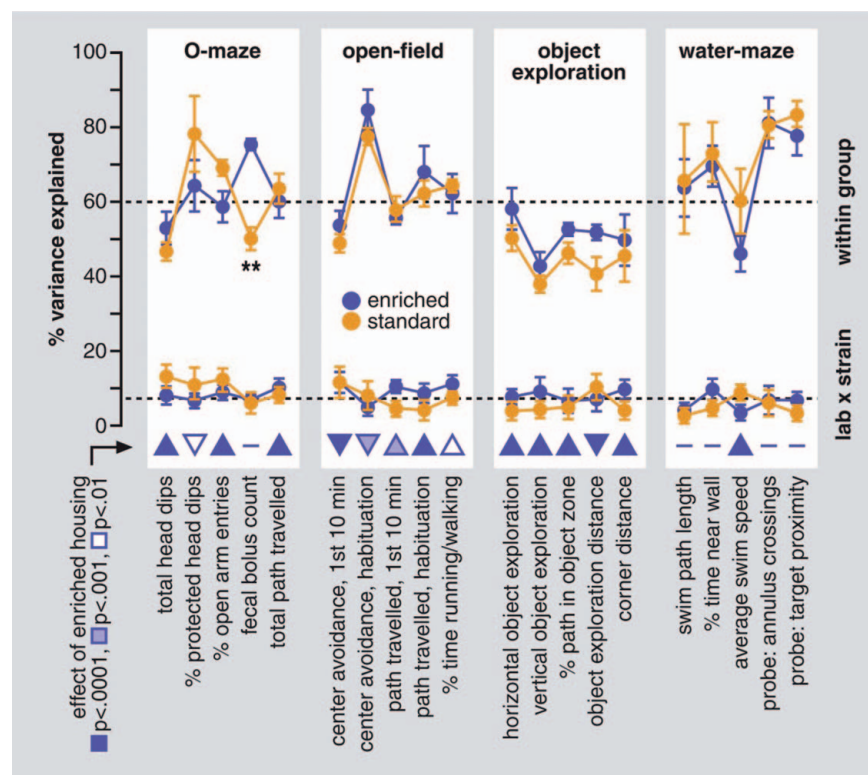 O-maze
open-field
object
exploration
water-maze
100
80
60
40
20
0
% variance explained
within group
lab x strain
**
enriched
standard
effect of enriched housing
p<.0001, p<.001, p<.01
total head dips
% protected head dips
% open arm entries
fecal bolus count
total path travelled
center avoidance, 1st 10 min
center avoidance, habituation
path travelled, 1st 10 min
path travelled, habituation
% time running/walking
horizontal object exploration
vertical object exploration
% path in object zone
object exploration distance
corner distance
swim path length
% time near wall
average swim speed
probe: annulus crossings
probe: target proximity